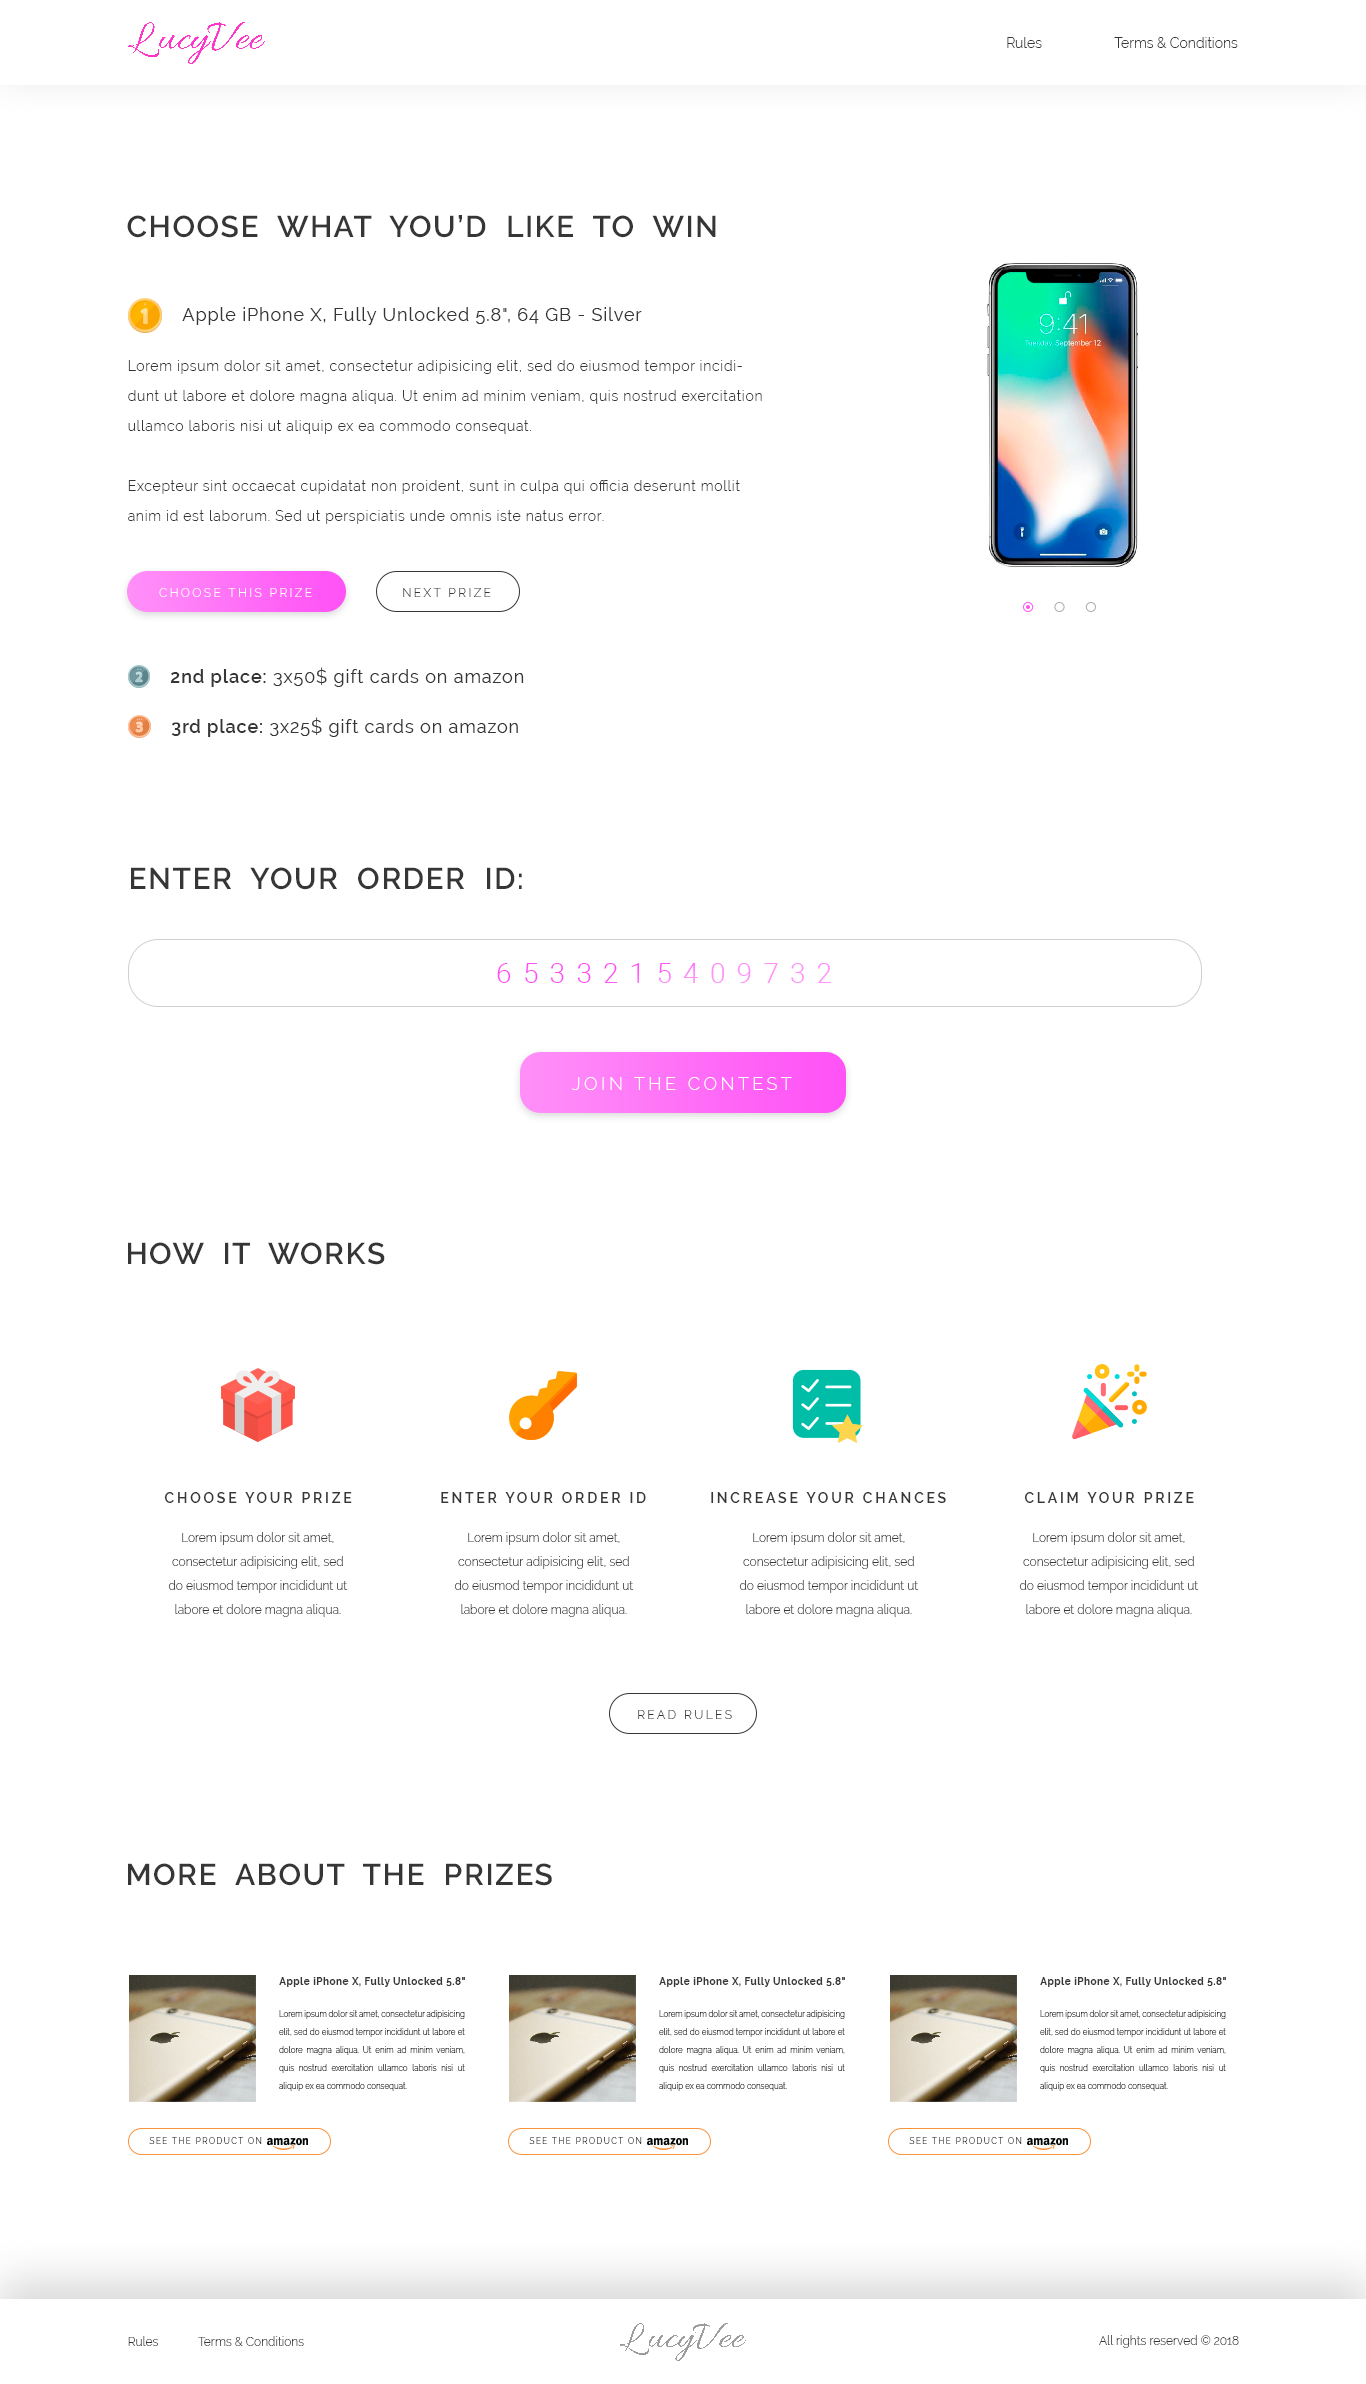 LucyVee
Rules
Terms & Conditions
CHOOSE WHAT YOU’D LIKE TO WIN
1
Apple iPhone X, Fully Unlocked 5.8", 64 GB - Silver
Lorem ipsum dolor sit amet, consectetur adipisicing elit, sed do eiusmod tempor incidi-
dunt ut labore et dolore magna aliqua. Ut enim ad minim veniam, quis nostrud exercitation
ullamco laboris nisi ut aliquip ex ea commodo consequat.
Excepteur sint occaecat cupidatat non proident, sunt in culpa qui officia deserunt mollit
anim id est laborum. Sed ut perspiciatis unde omnis iste natus error.
9:41
Tuesday, September 12
CHOOSE THIS PRIZE
NEXT PRIZE
2
2nd place: 3x50$ gift cards on amazon
3
3rd place: 3x25$ gift cards on amazon
ENTER YOUR ORDER ID:
6533215409732
JOIN THE CONTEST
HOW IT WORKS
CHOOSE YOUR PRIZE
Lorem ipsum dolor sit amet,
consectetur adipisicing elit, sed
do eiusmod tempor incididunt ut
labore et dolore magna aliqua.
ENTER YOUR ORDER ID
Lorem ipsum dolor sit amet,
consectetur adipisicing elit, sed
do eiusmod tempor incididunt ut
labore et dolore magna aliqua.
INCREASE YOUR CHANCES
Lorem ipsum dolor sit amet,
consectetur adipisicing elit, sed
do eiusmod tempor incididunt ut
labore et dolore magna aliqua.
CLAIM YOUR PRIZE
Lorem ipsum dolor sit amet,
consectetur adipisicing elit, sed
do eiusmod tempor incididunt ut
labore et dolore magna aliqua.
READ RULES
MORE ABOUT THE PRIZES
Apple iPhone X, Fully Unlocked 5.8"
Lorem ipsum dolor sit amet, consectetur adipisicing
elit, sed do eiusmod tempor incididunt ut labore et
dolore magna aliqua. Ut enim ad minim veniam,
quis nostrud exercitation ullamco laboris nisi ut
aliquip ex ea commodo consequat.
SEE THE PRODUCT ON amazon
Apple iPhone X, Fully Unlocked 5.8"
Lorem ipsum dolor sit amet, consectetur adipisicing
elit, sed do eiusmod tempor incididunt ut labore et
dolore magna aliqua. Ut enim ad minim veniam,
quis nostrud exercitation ullamco laboris nisi ut
aliquip ex ea commodo consequat.
SEE THE PRODUCT ON amazon
Apple iPhone X, Fully Unlocked 5.8"
Lorem ipsum dolor sit amet, consectetur adipisicing
elit, sed do eiusmod tempor incididunt ut labore et
dolore magna aliqua. Ut enim ad minim veniam,
quis nostrud exercitation ullamco laboris nisi ut
aliquip ex ea commodo consequat.
SEE THE PRODUCT ON amazon
Rules
Terms & Conditions
LucyVee
All rights reserved © 2018